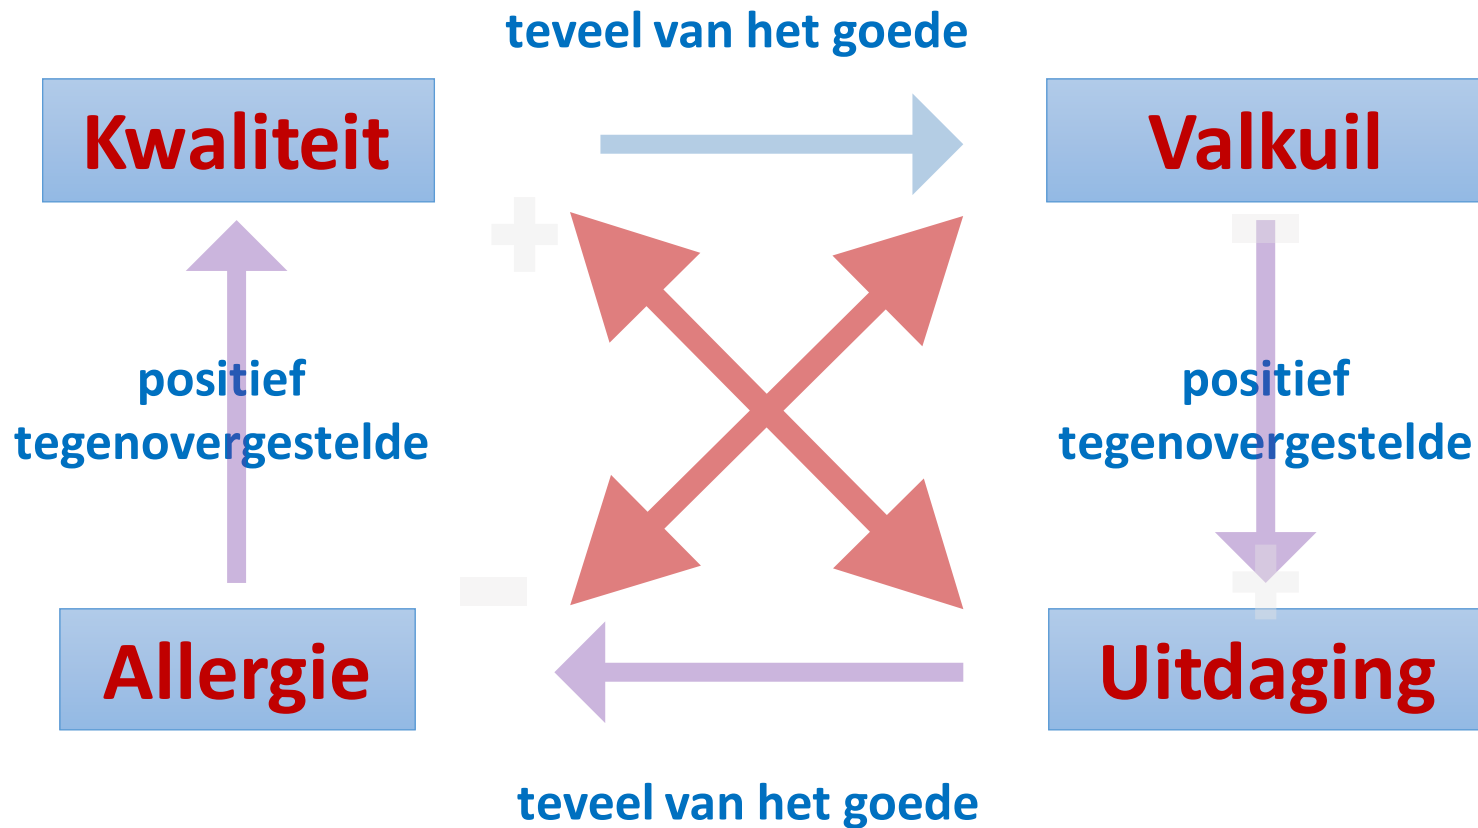 teveel van het goede
Kwaliteit
Valkuil
positief
tegenovergestelde
positief
tegenovergestelde
Allergie
Uitdaging
teveel van het goede